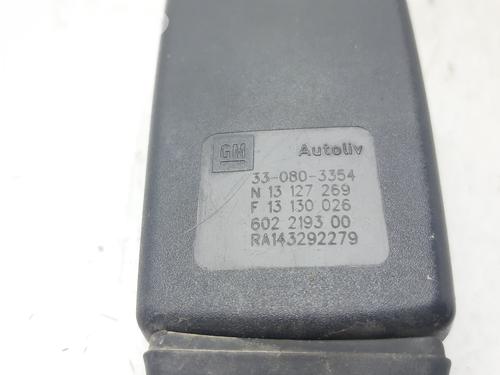 GM Autoliv
33-080-3354
N 13 127 269
F 13 130 026
602 2193 00
RA143292279